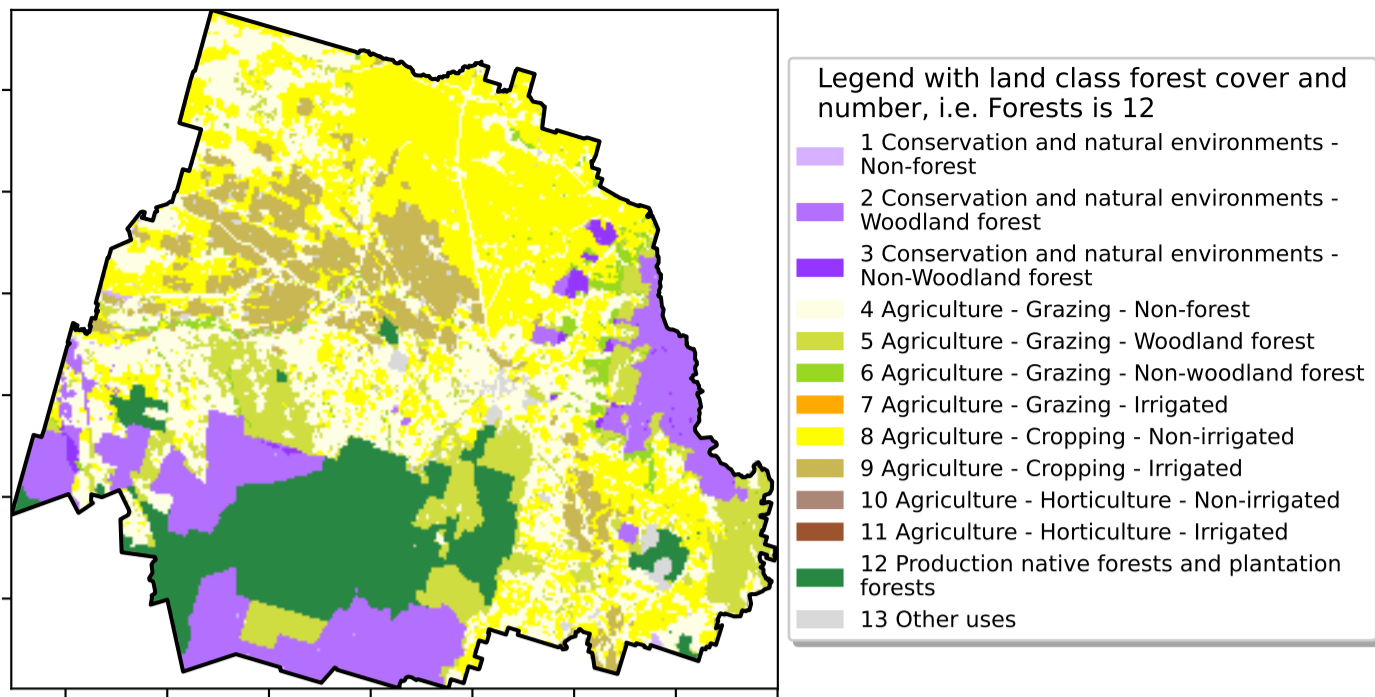 Legend with land class forest cover and
number, i.e. Forests is 12
1 Conservation and natural environments -
Non-forest
2 Conservation and natural environments -
Woodland forest
3 Conservation and natural environments -
Non-Woodland forest
4 Agriculture - Grazing - Non-forest
5 Agriculture - Grazing - Woodland forest
6 Agriculture - Grazing - Non-woodland forest
7 Agriculture - Grazing - Irrigated
8 Agriculture - Cropping - Non-irrigated
9 Agriculture - Cropping - Irrigated
10 Agriculture - Horticulture - Non-irrigated
11 Agriculture - Horticulture - Irrigated
12 Production native forests and plantation
forests
13 Other uses